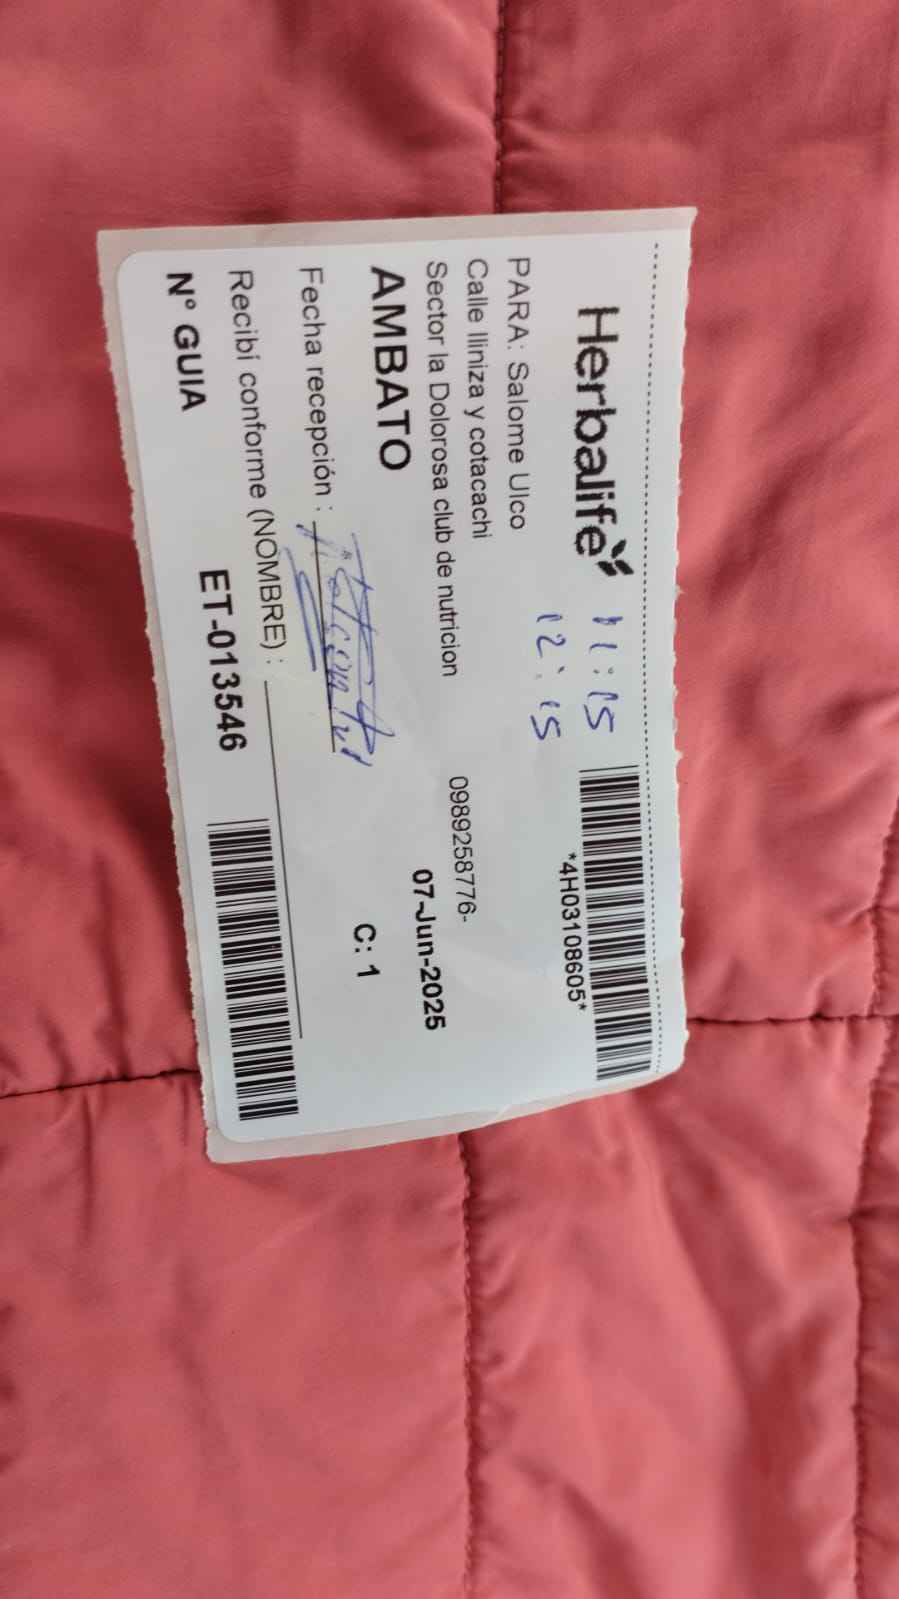 Herbalife
11:15
12:15
*4H03108605*
PARA: Salome Ulco
Calle Iliniza y cotacachi
Sector la Dolorosa club de nutricion
0989258776-
AMBATO
07-Jun-2025
C: 1
Fecha recepción :
Recibí conforme (NOMBRE) :
N° GUIA
ET-013546